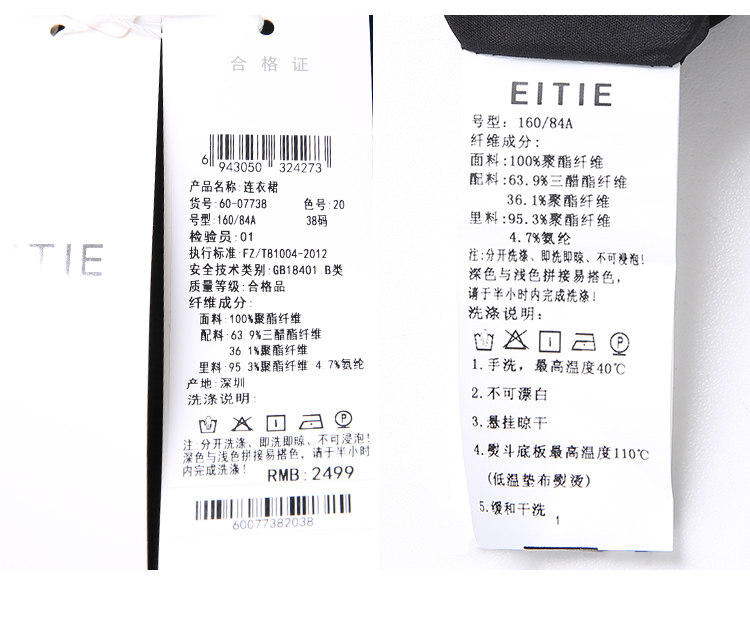 TIE
合格证
6 943050 324273
产品名称:连衣裙
货号:60-07738 色号:20
号型:160/84A 38码
检验员:01
执行标准:FZ/T81004-2012
安全技术类别:GB18401 B类
质量等级:合格品
纤维成分:
面料:100%聚酯纤维
配料:63.9%三醋酯纤维
36.1%聚酯纤维
里料:95.3%聚酯纤维 4.7%氨纶
产地:深圳
洗涤说明:
P
注:分开洗涤、即洗即晾、不可浸泡!
深色与浅色拼接易搭色，请于半小时
内完成洗涤!
RMB:2499
60077382038
EITIE
号型: 160/84A
纤维成分:
面料:100%聚酯纤维
配料:63.9%三醋酯纤维
36.1%聚酯纤维
里料:95.3%聚酯纤维
4.7%氨纶
注:分开洗涤、即洗即晾、不可浸泡!
深色与浅色拼接易搭色，
请于半小时内完成洗涤!
洗涤说明:
P
1.手洗，最高温度40℃
2.不可漂白
3.悬挂晾干
4.熨斗底板最高温度110℃
(低温垫布熨烫)
5.缓和干洗
1